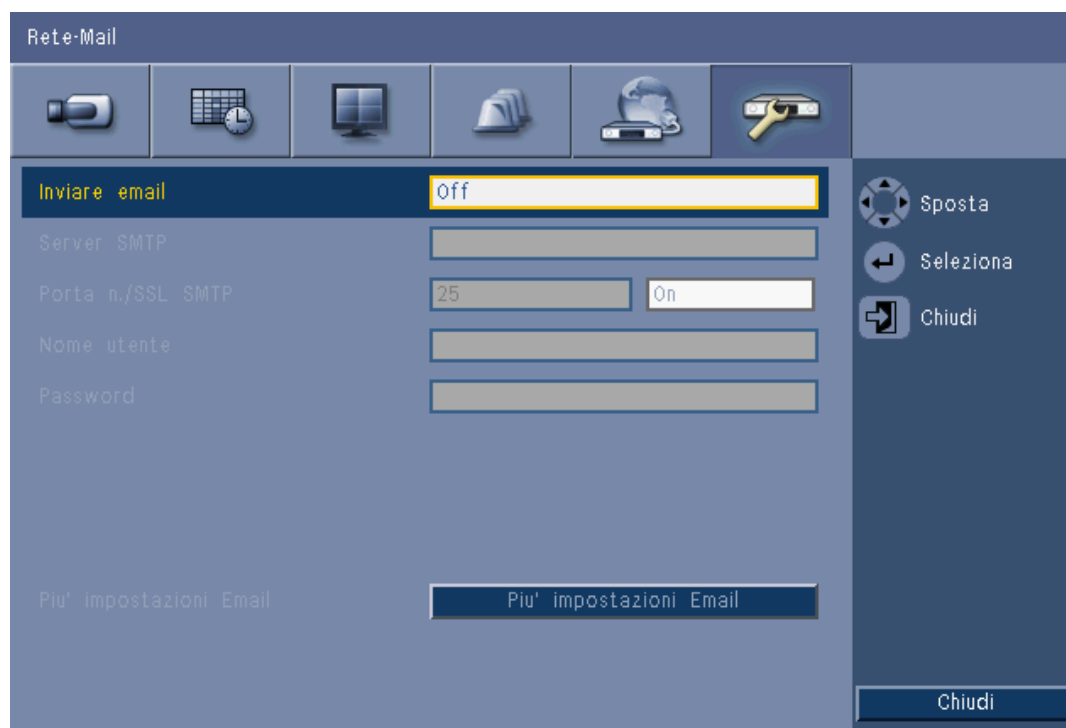 Rete-Mail
Inviare email
Off
Server SMTP
Porta n./SSL SMTP
25
On
Nome utente
Password
Piu' impostazioni Email
Piu' impostazioni Email
Sposta
Seleziona
Chiudi
Chiudi